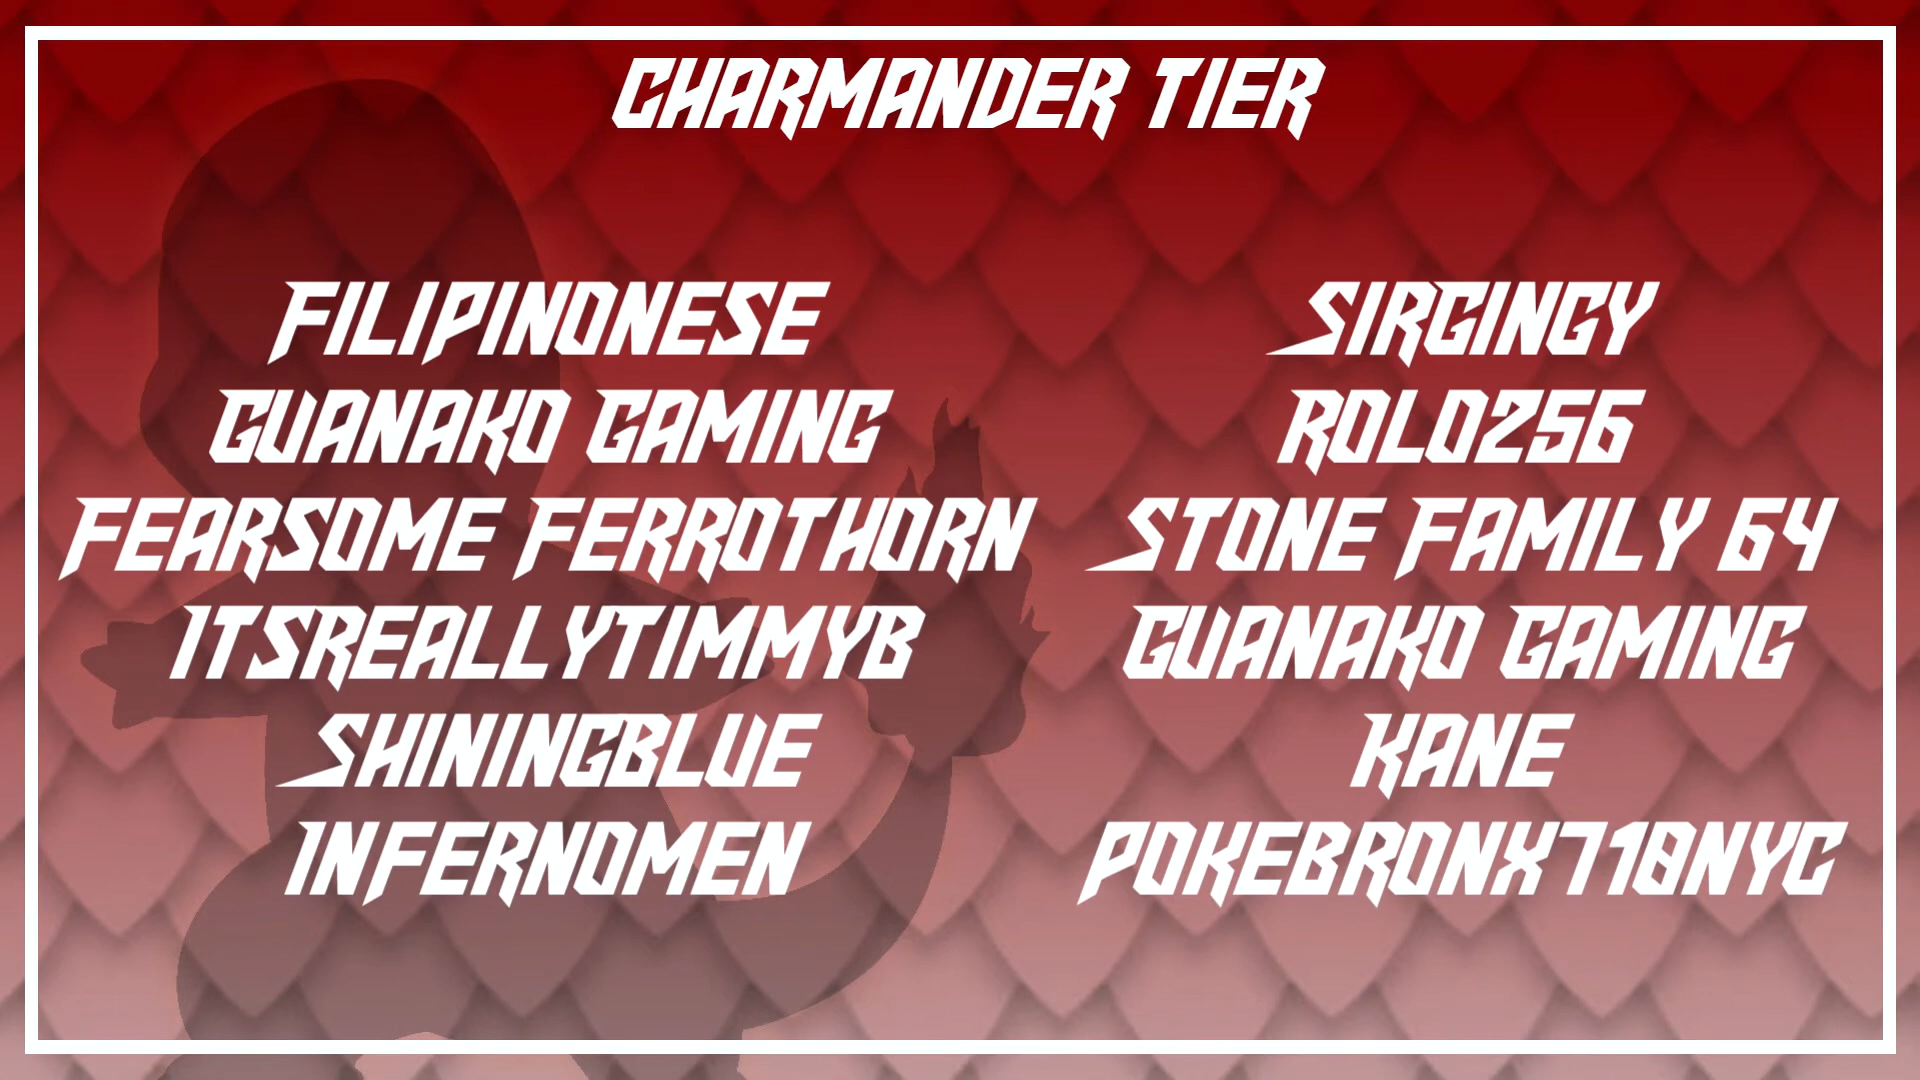 CHARMANDER TIER
FILIPINONESE
GUANAKO GAMING
FEARSOME FERROTHORN
ITSREALLYTIMMYB
SHININGBLUE
INFERNOMEN
SIRGINGY
ROLO256
STONE FAMILY 64
GUANAKO GAMING
KANE
POKEBRONX718NYC